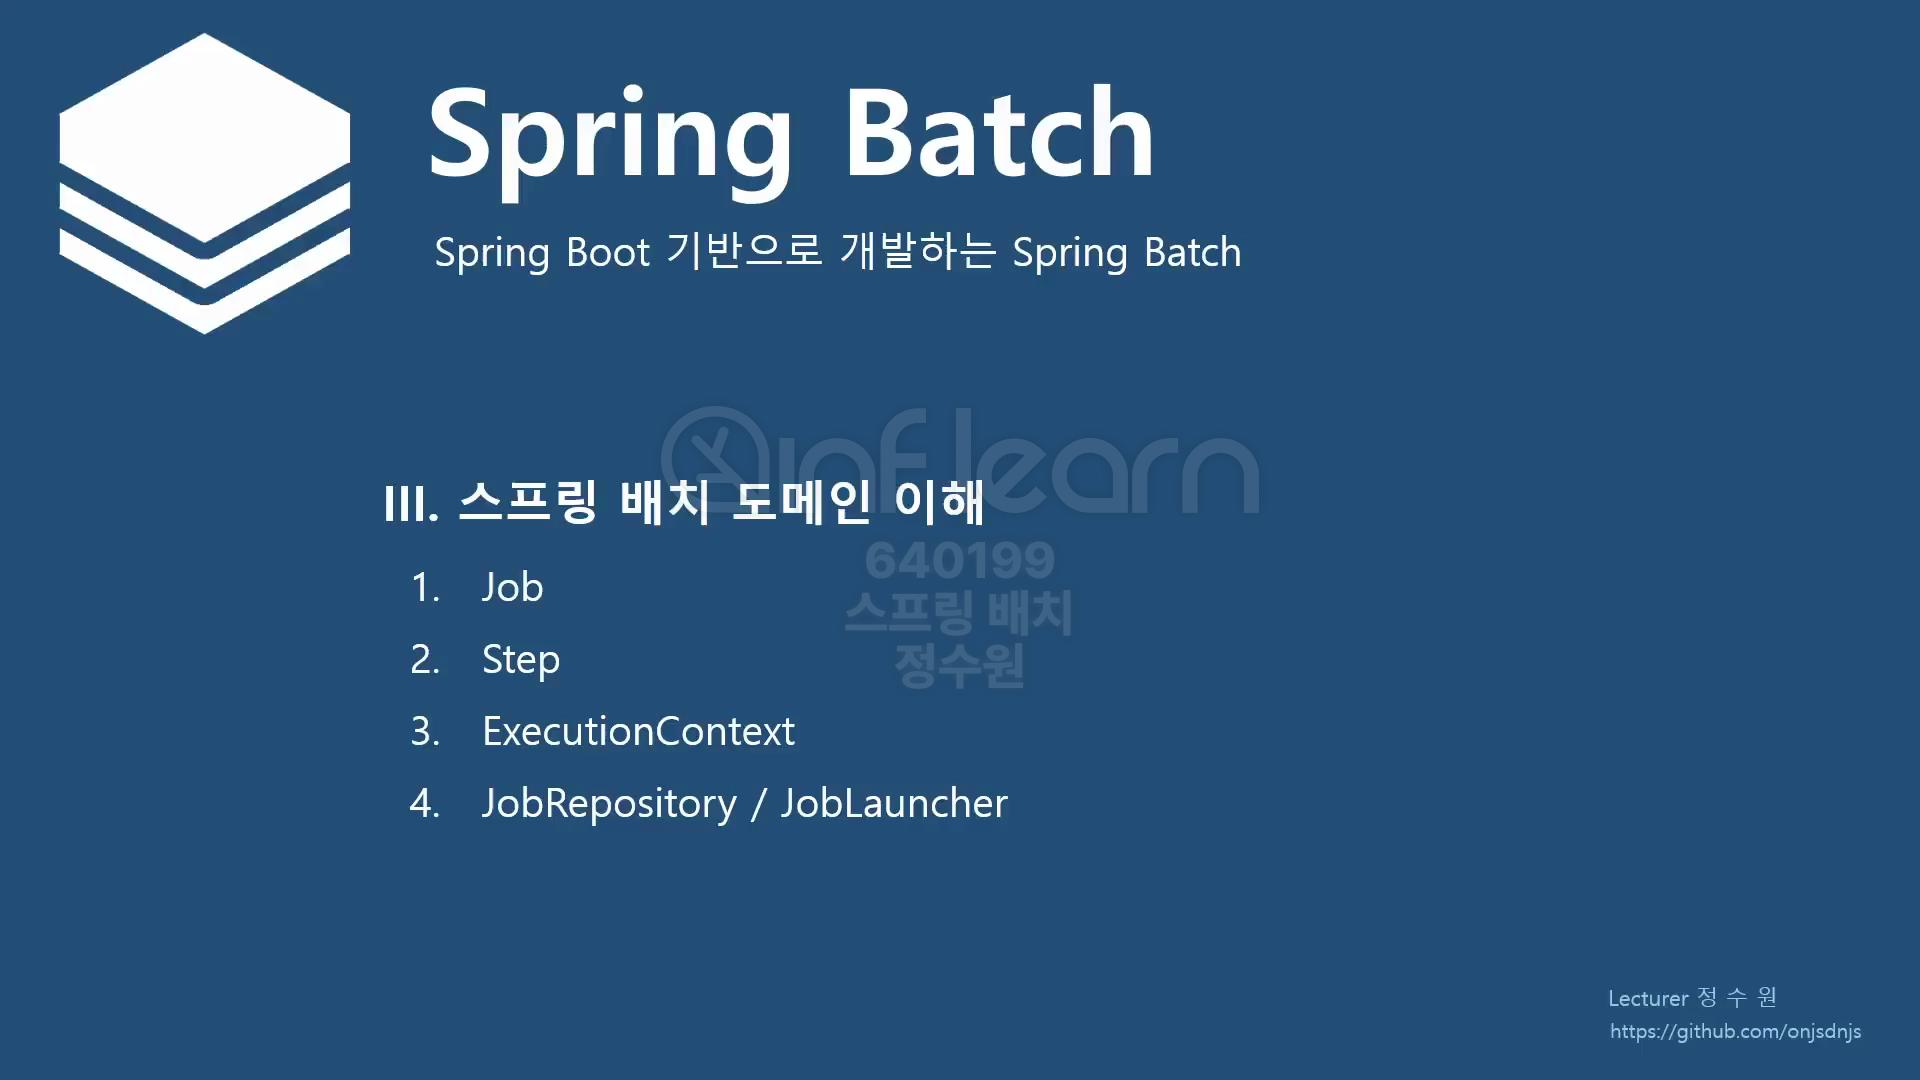 Spring Batch
Spring Boot 기반으로 개발하는 Spring Batch
inflearn
III. 스프링 배치 도메인 이해
640199
스프링 배치
정수원
1. Job
2. Step
3. ExecutionContext
4. JobRepository / JobLauncher
Lecturer 정 수 원
https://github.com/onjsdnjs